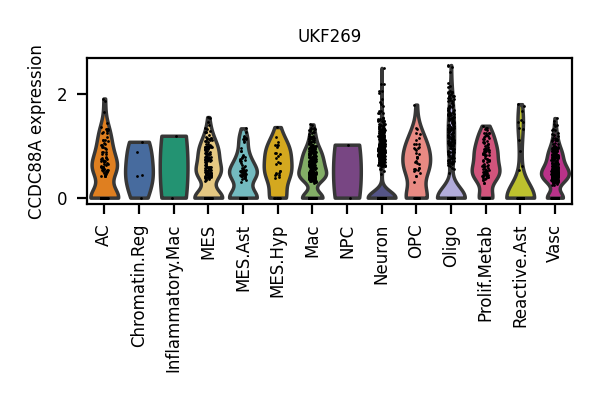 UKF269
CCDC88A expression
2
0
AC
Chromatin.Reg
Inflammatory.Mac
MES
MES.Ast
MES.Hyp
Mac
NPC
Neuron
OPC
Oligo
Prolif.Metab
Reactive.Ast
Vasc